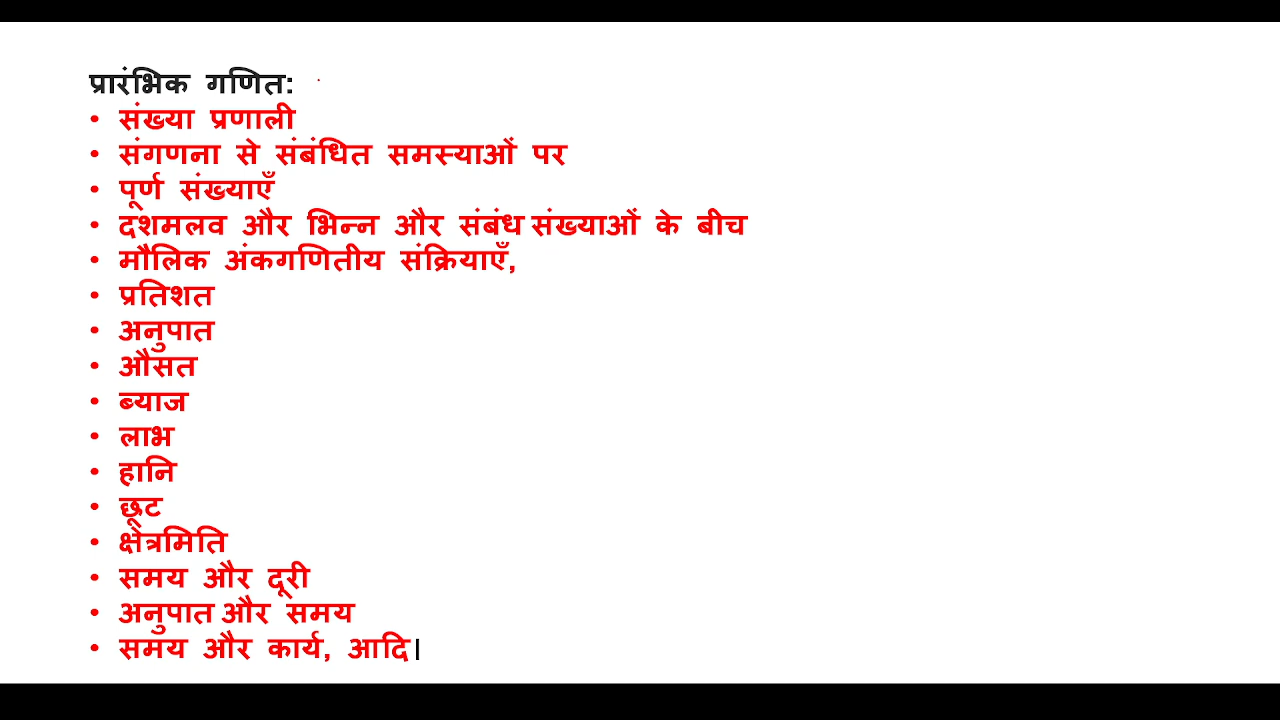 प्रारंभिक गणित:
• संख्या प्रणाली
• संगणना से संबंधित समस्याओं पर
• पूर्ण संख्याएँ
• दशमलव और भिन्न और संबंध संख्याओं के बीच
• मौलिक अंकगणितीय संक्रियाएँ,
• प्रतिशत
• अनुपात
• औसत
• ब्याज
• लाभ
• हानि
• छूट
• क्षेत्रमिति
• समय और दूरी
• अनुपात और समय
• समय और कार्य, आदि।